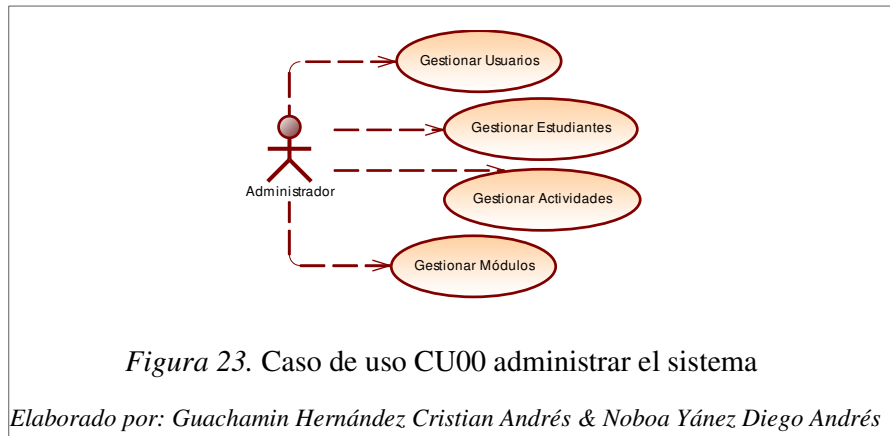 Gestionar Usuarios
Gestionar Estudiantes
Administrador
Gestionar Actividades
Gestionar Módulos
Figura 23. Caso de uso CU00 administrar el sistema
Elaborado por: Guachamin Hernández Cristian Andrés & Noboa Yánez Diego Andrés